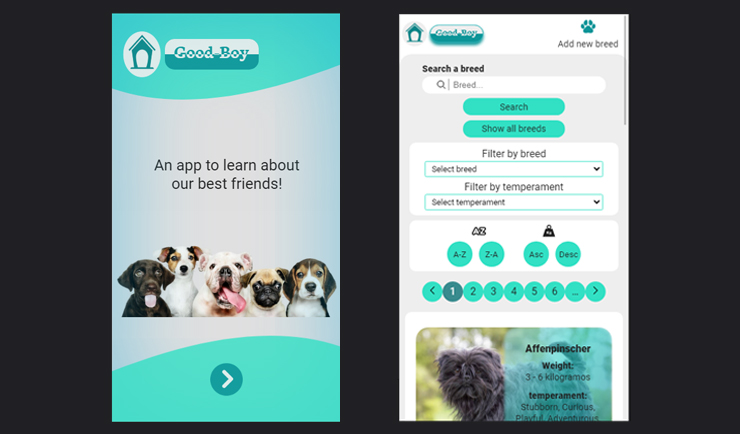 Good-Boy
An app to learn about
our best friends!
Good-Boy
Add new breed
Search a breed
Breed...
Search
Show all breeds
Filter by breed
Select breed
Filter by temperament
Select temperament
AZ
KG
A-Z Z-A Asc Desc
1 2 3 4 5 6 ...
Affenpinscher
Weight:
3 - 6 kilogramos
temperament:
Stubborn, Curious,
Playful, Adventurous